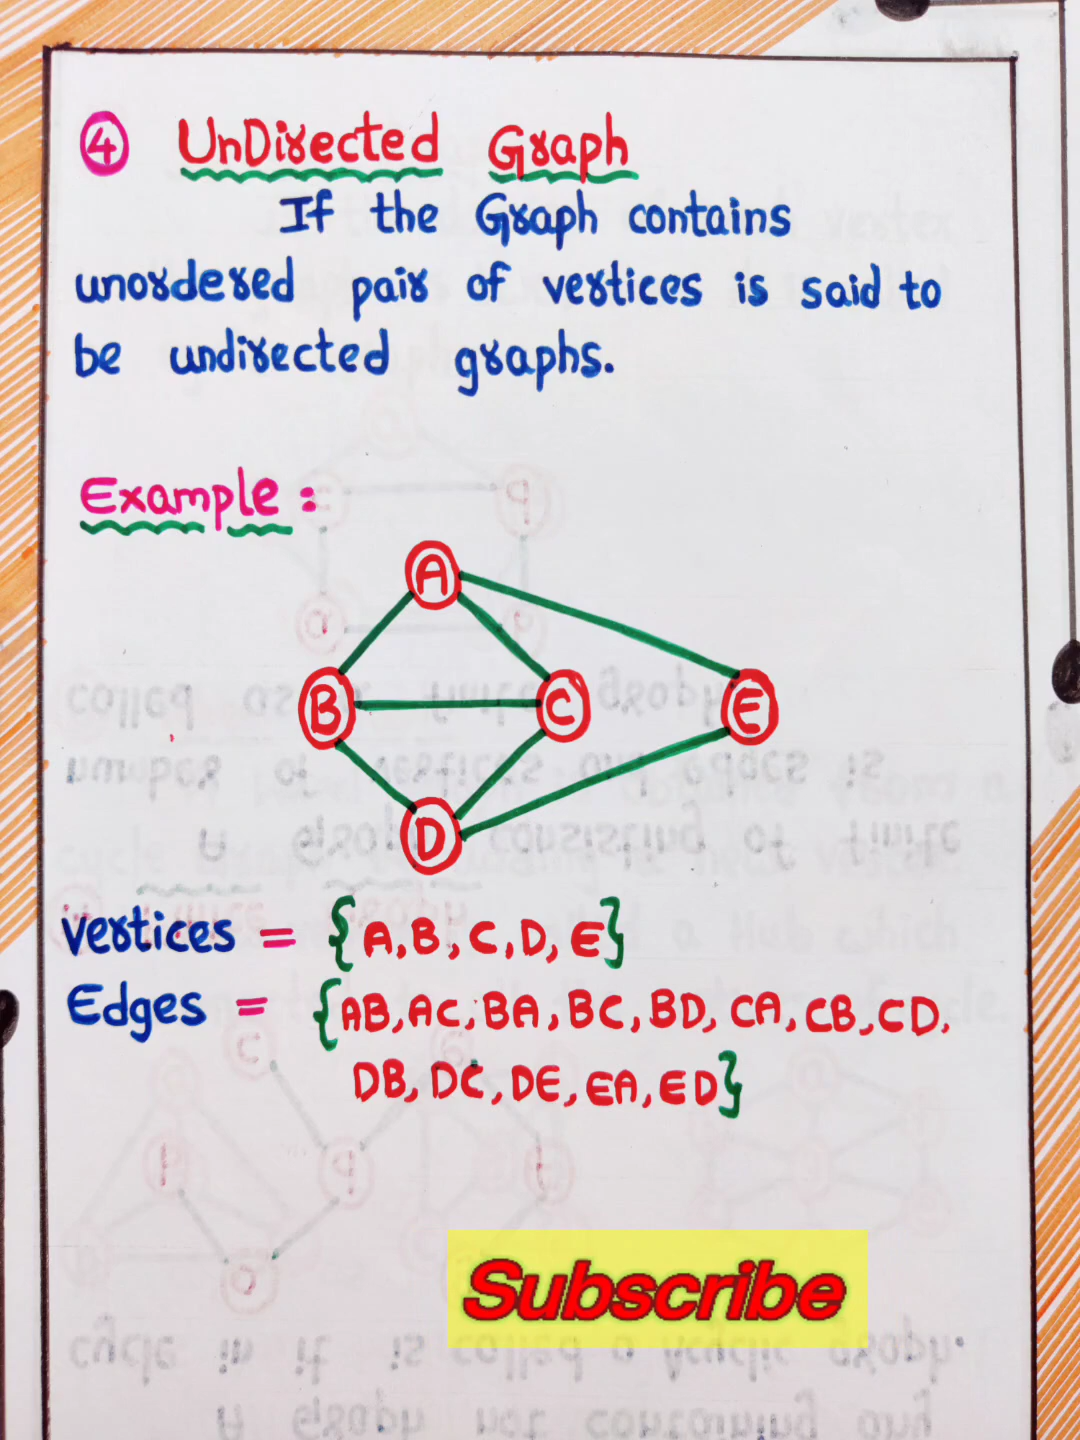 4 UnDirected Graph
If the Graph contains
unordered pair of vertices is said to
be undirected graphs.
Example :
A
B
C
E
D
vertices = {A, B, C, D, E}
Edges = {AB, AC, BA, BC, BD, CA, CB, CD,
DB, DC, DE, EA, ED}
Subscribe